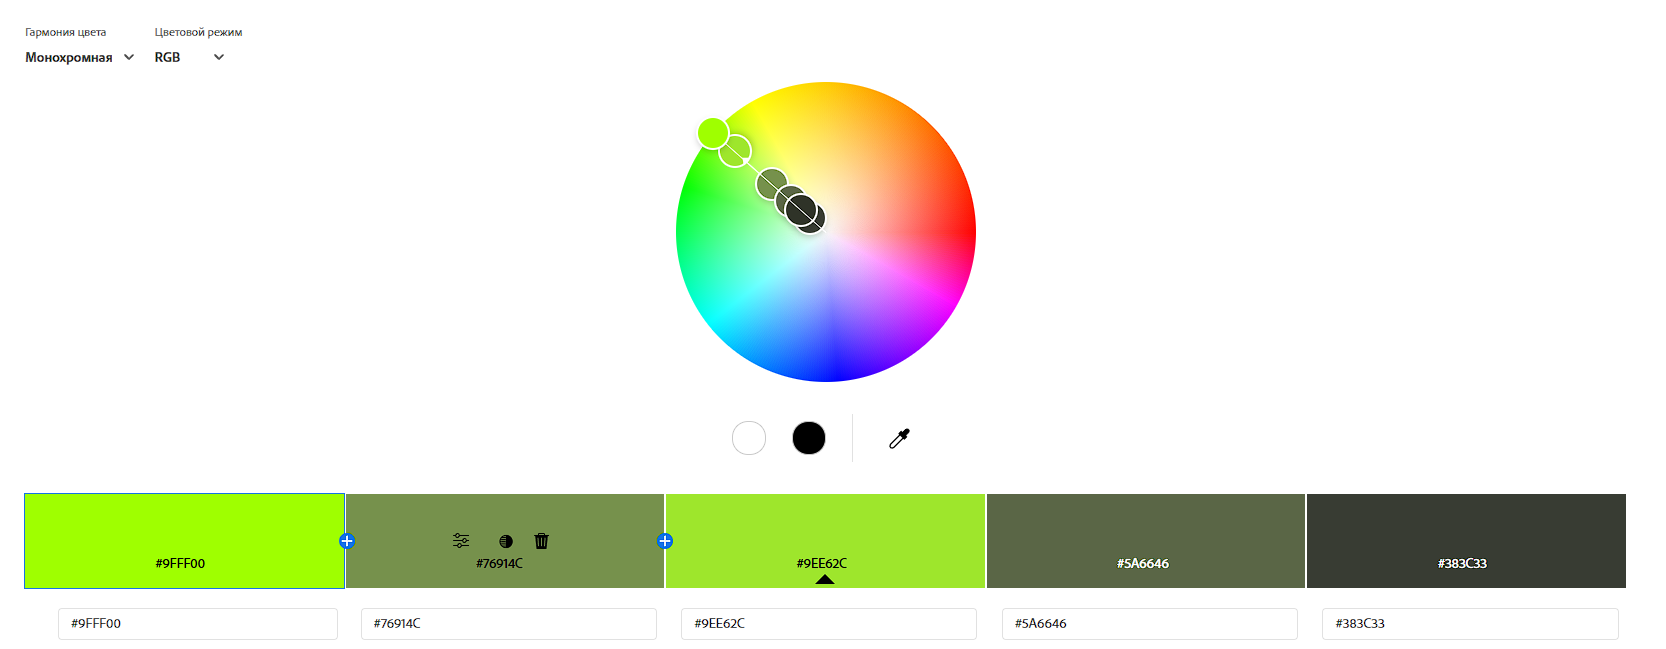 Гармония цвета
Цветовой режим
Монохромная
RGB
#9FFF00
#76914C
#9EE62C
#5A6646
#383C33
#9FFF00
#76914C
#9EE62C
#5A6646
#383C33